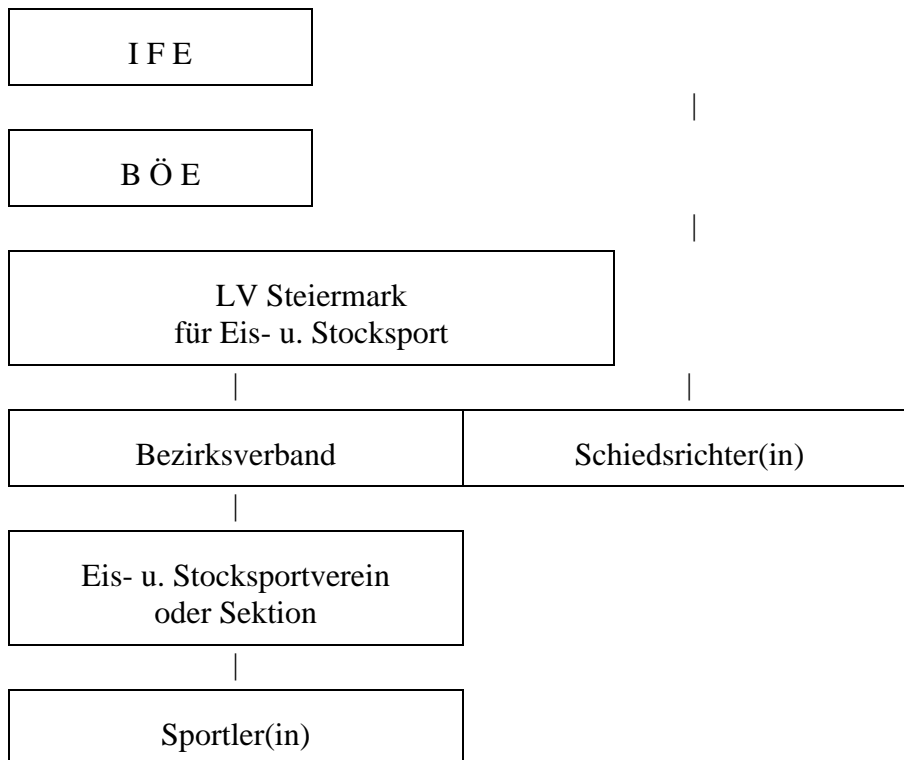 I F E
|
B Ö E
|
LV Steiermark
für Eis- u. Stocksport
| |
Bezirksverband Schiedsrichter(in)
|
Eis- u. Stocksportverein
oder Sektion
|
Sportler(in)